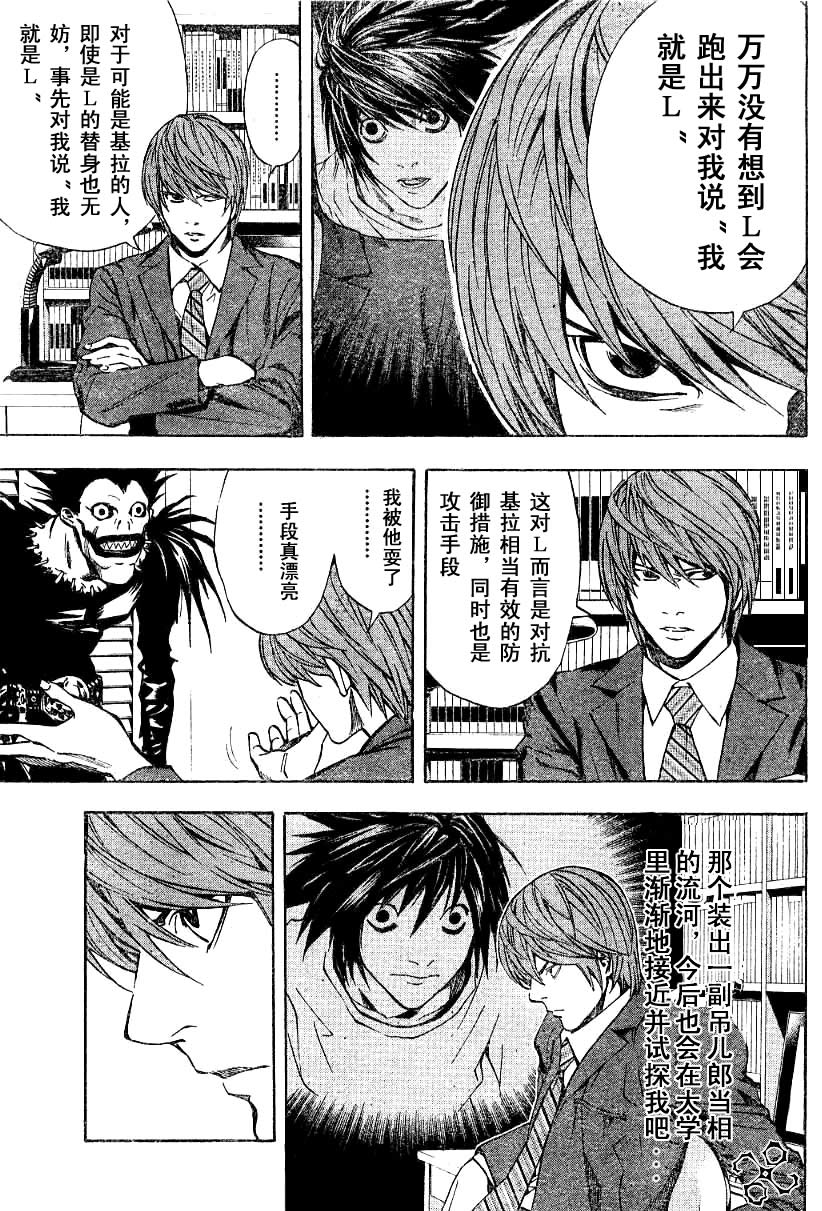 万万没有想到L会
跑出来对我说〝我
就是L〞
…………
对于可能是基拉的人，
即使是L的替身也无
妨，事先对我说〝我
就是L〞
这对L而言是对抗
基拉相当有效的防
御措施，同时也是
攻击手段
我被他耍了
…………
手段真漂亮
…………
那个装出一副吊儿郎当相
的流河，今后也会在大学
里渐渐地接近并试探我吧……